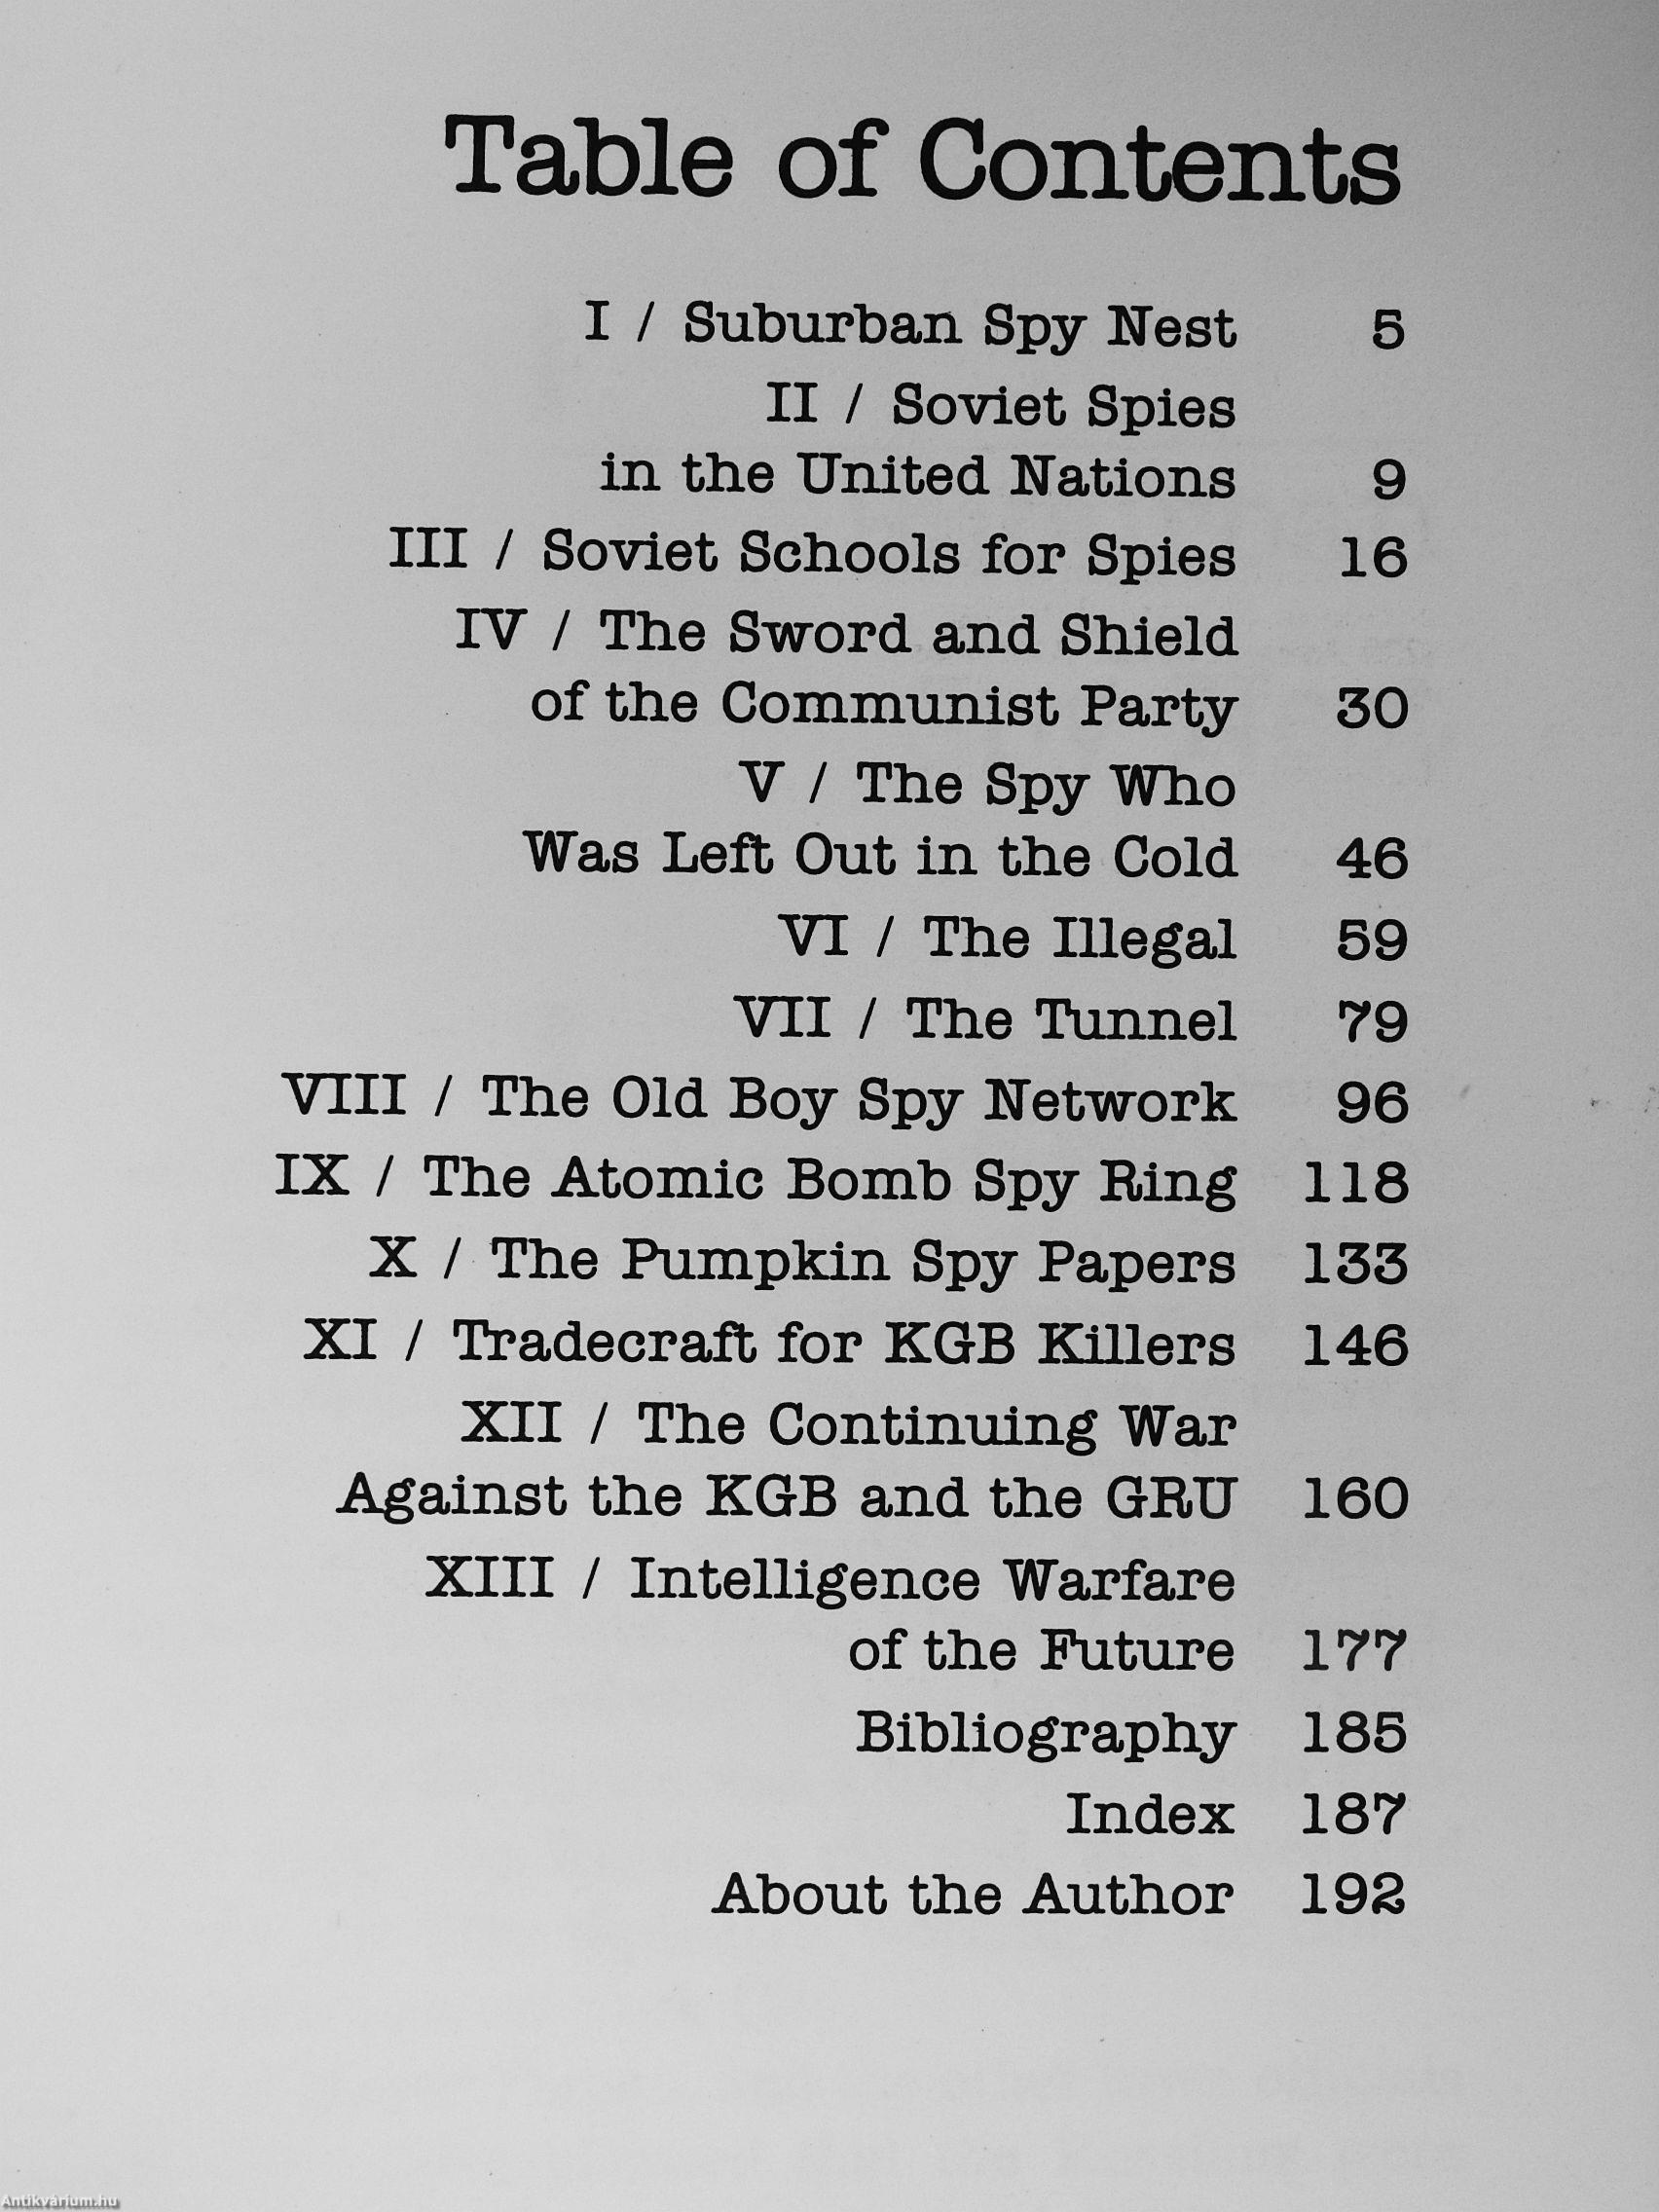 Table of Contents
I / Suburban Spy Nest 5
II / Soviet Spies
in the United Nations 9
III / Soviet Schools for Spies 16
IV / The Sword and Shield
of the Communist Party 30
V / The Spy Who
Was Left Out in the Cold 46
VI / The Illegal 59
VII / The Tunnel 79
VIII / The Old Boy Spy Network 96
IX / The Atomic Bomb Spy Ring 118
X / The Pumpkin Spy Papers 133
XI / Tradecraft for KGB Killers 146
XII / The Continuing War
Against the KGB and the GRU 160
XIII / Intelligence Warfare
of the Future 177
Bibliography 185
Index 187
About the Author 192
Antikvárium.hu